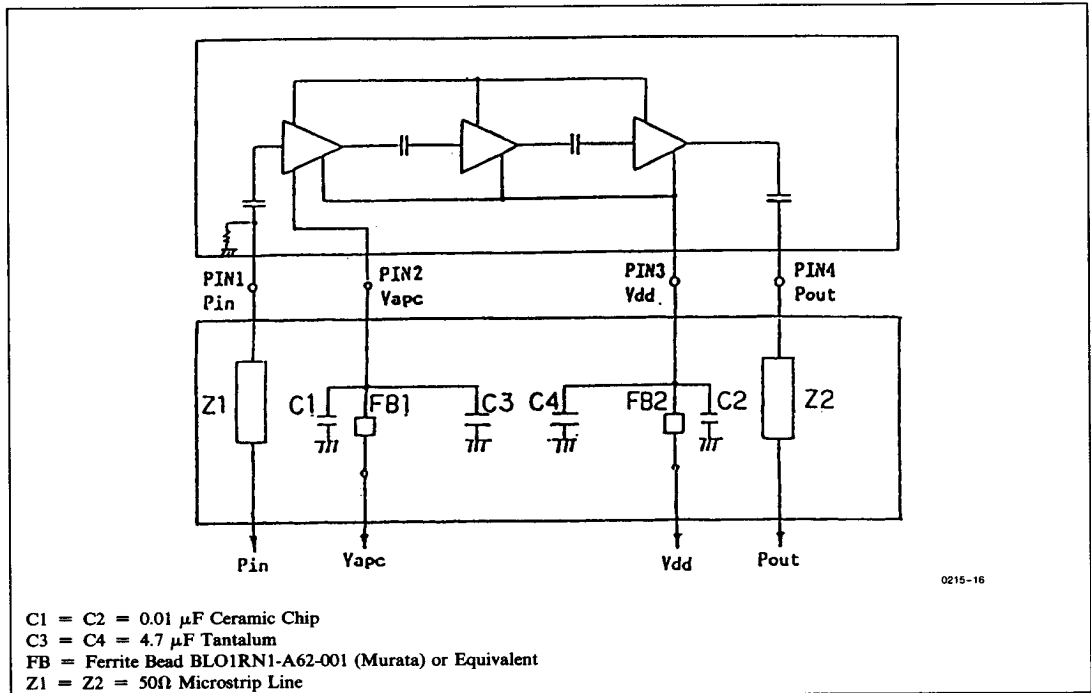 PIN1
Pin
PIN2
Vapc
PIN3
Vdd
PIN4
Pout
Z1
C1
FB1
C3
C4
FB2
C2
Z2
Pin
Vapc
Vdd
Pout
0215-16
C1 = C2 = 0.01 μF Ceramic Chip
C3 = C4 = 4.7 μF Tantalum
FB = Ferrite Bead BLO1RN1-A62-001 (Murata) or Equivalent
Z1 = Z2 = 50Ω Microstrip Line